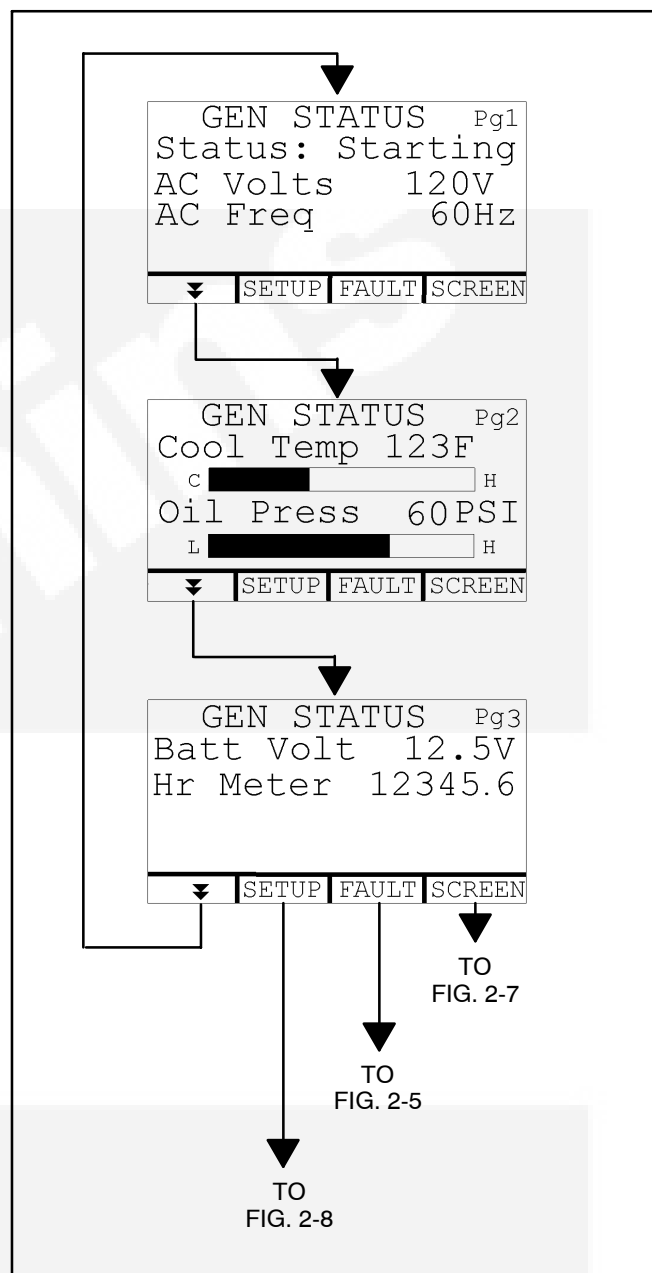 GEN STATUS Pg1
Status: Starting
AC Volts 120V
AC Freq 60Hz
SETUP FAULT SCREEN
GEN STATUS Pg2
Cool Temp 123F
C H
Oil Press 60PSI
L H
SETUP FAULT SCREEN
GEN STATUS Pg3
Batt Volt 12.5V
Hr Meter 12345.6
SETUP FAULT SCREEN
TO
FIG. 2-7
TO
FIG. 2-5
TO
FIG. 2-8